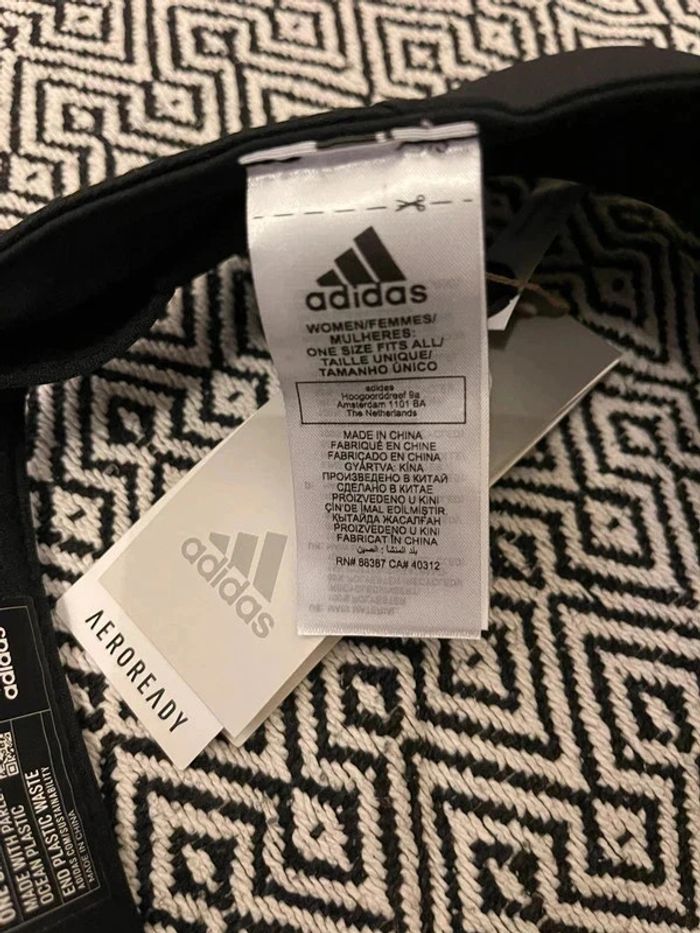 adidas
WOMEN/FEMMES/
MULHERES:
ONE SIZE FITS ALL/
TAILLE UNIQUE/
TAMANHO ÚNICO
adidas
Hoogoorddreef 9a
Amsterdam 1101 BA
The Netherlands
MADE IN CHINA
FABRIQUÉ EN CHINE
FABRICADO EN CHINA
GYÁRTVA: KÍNA
ПРОИЗВЕДЕНО В КИТАЙ
СДЕЛАНО В КИТАЕ
PROIZVEDENO U KINI
ÇİN'DE İMAL EDİLMİŞTİR
ҚЫТАЙДА ЖАСАЛҒАН
PROIZVEDENO U KINI
FABRICAT ÎN CHINA
بلد المنشأ : الصين
RN# 88387 CA# 40312
adidas
AEROREADY
adidas
MADE WITH PARLEY
OCEAN PLASTIC
END PLASTIC WASTE
ADIDAS.COM/SUSTAINABILITY
MADE IN CHINA